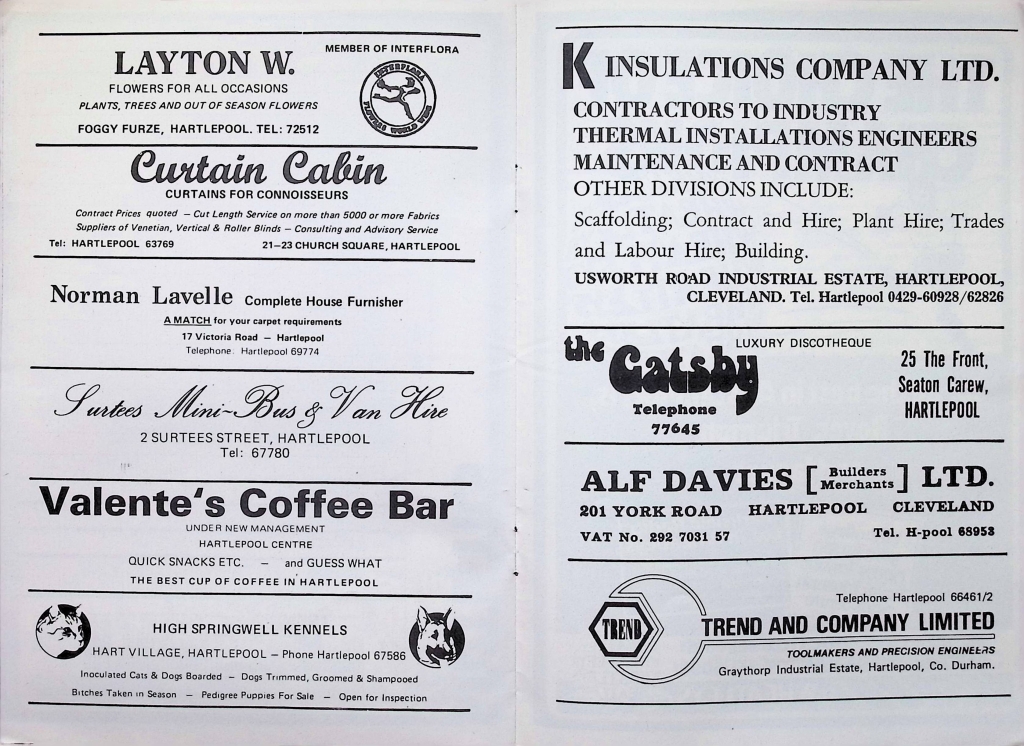 LAYTON W.
MEMBER OF INTERFLORA
FLOWERS FOR ALL OCCASIONS
PLANTS, TREES AND OUT OF SEASON FLOWERS
FOGGY FURZE, HARTLEPOOL. TEL: 72512
INTERFLORA
FLOWERS WORLD WIDE
Curtain Cabin
CURTAINS FOR CONNOISSEURS
Contract Prices quoted – Cut Length Service on more than 5000 or more Fabrics
Suppliers of Venetian, Vertical & Roller Blinds – Consulting and Advisory Service
Tel: HARTLEPOOL 63769 21–23 CHURCH SQUARE, HARTLEPOOL
Norman Lavelle Complete House Furnisher
A MATCH for your carpet requirements
17 Victoria Road – Hartlepool
Telephone: Hartlepool 69774
Surtees Mini-Bus & Van Hire
2 SURTEES STREET, HARTLEPOOL
Tel: 67780
Valente's Coffee Bar
UNDER NEW MANAGEMENT
HARTLEPOOL CENTRE
QUICK SNACKS ETC. – and GUESS WHAT
THE BEST CUP OF COFFEE IN HARTLEPOOL
HIGH SPRINGWELL KENNELS
HART VILLAGE, HARTLEPOOL – Phone Hartlepool 67586
Inoculated Cats & Dogs Boarded – Dogs Trimmed, Groomed & Shampooed
Bitches Taken in Season – Pedigree Puppies For Sale – Open for Inspection
K INSULATIONS COMPANY LTD.
CONTRACTORS TO INDUSTRY
THERMAL INSTALLATIONS ENGINEERS
MAINTENANCE AND CONTRACT
OTHER DIVISIONS INCLUDE:
Scaffolding; Contract and Hire; Plant Hire; Trades
and Labour Hire; Building.
USWORTH ROAD INDUSTRIAL ESTATE, HARTLEPOOL,
CLEVELAND. Tel. Hartlepool 0429-60928/62826
the Gatsby
LUXURY DISCOTHEQUE
Telephone
77645
25 The Front,
Seaton Carew,
HARTLEPOOL
ALF DAVIES [Builders Merchants] LTD.
201 YORK ROAD HARTLEPOOL CLEVELAND
VAT No. 292 7031 57 Tel. H-pool 68953
Telephone Hartlepool 66461/2
TREND
TREND AND COMPANY LIMITED
TOOLMAKERS AND PRECISION ENGINEERS
Graythorp Industrial Estate, Hartlepool, Co. Durham.